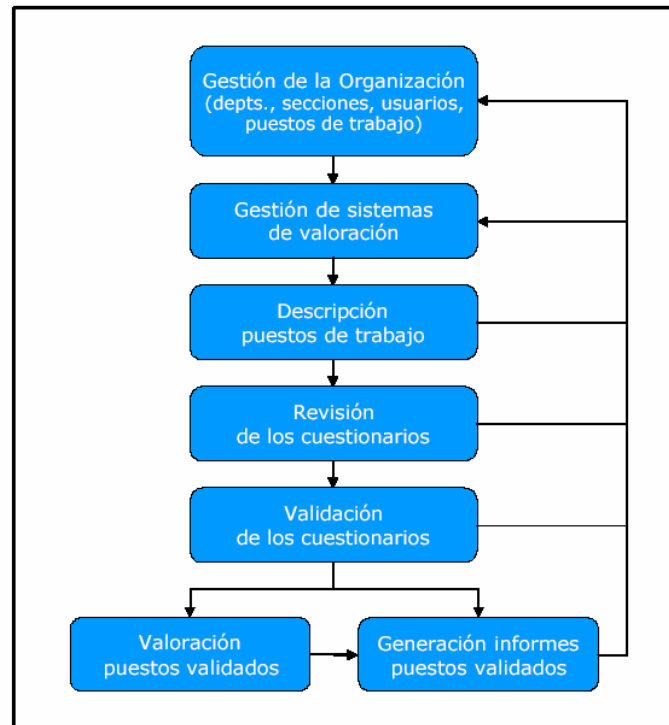 Gestión de la Organización
(depts., secciones, usuarios,
puestos de trabajo)
Gestión de sistemas
de valoración
Descripción
puestos de trabajo
Revisión
de los cuestionarios
Validación
de los cuestionarios
Valoración
puestos validados
Generación informes
puestos validados